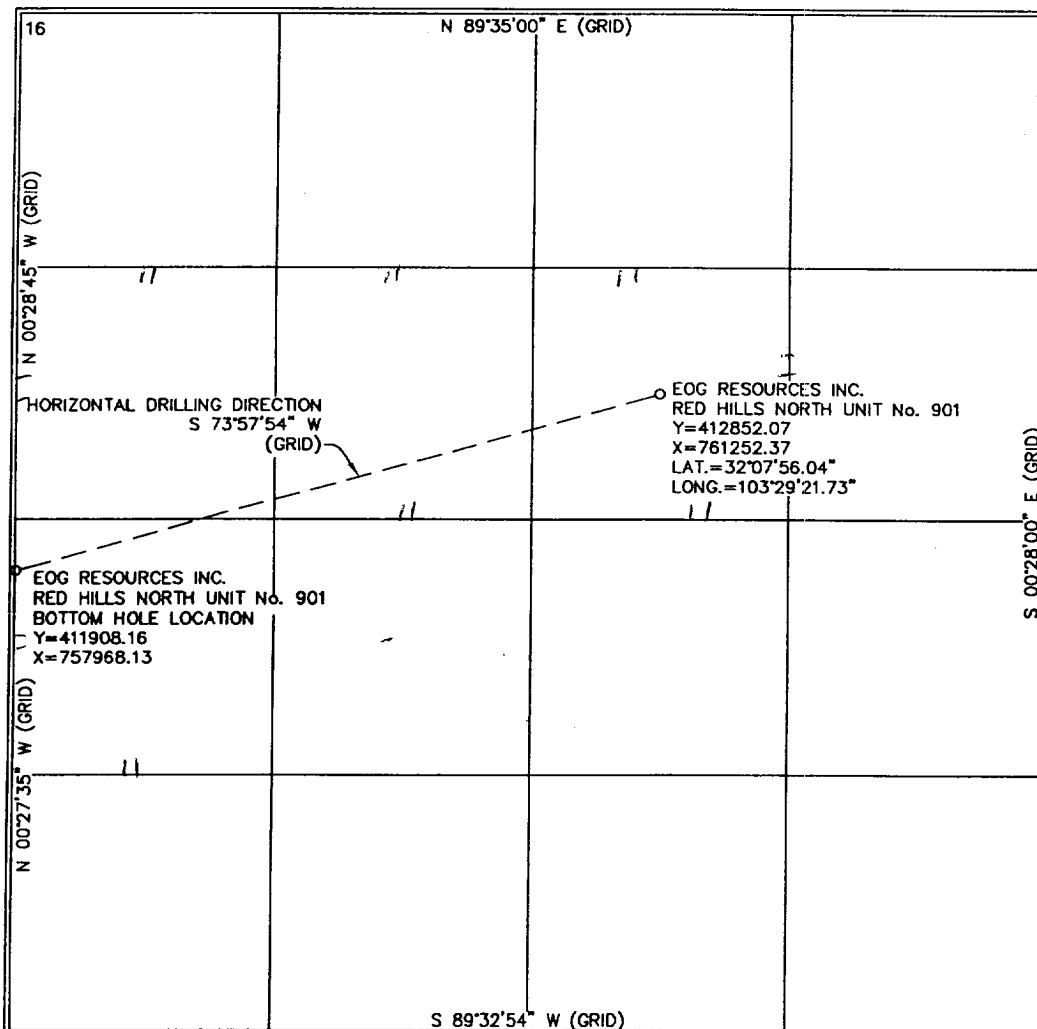 16
N 89°35'00" E (GRID)
N 00°28'45" W (GRID)
HORIZONTAL DRILLING DIRECTION
S 73°57'54" W
(GRID)
EOG RESOURCES INC.
RED HILLS NORTH UNIT No. 901
Y=412852.07
X=761252.37
LAT.=32°07'56.04"
LONG.=103°29'21.73"
S 00°28'00" E (GRID)
EOG RESOURCES INC.
RED HILLS NORTH UNIT No. 901
BOTTOM HOLE LOCATION
Y=411908.16
X=757968.13
N 00°27'35" W (GRID)
S 89°32'54" W (GRID)